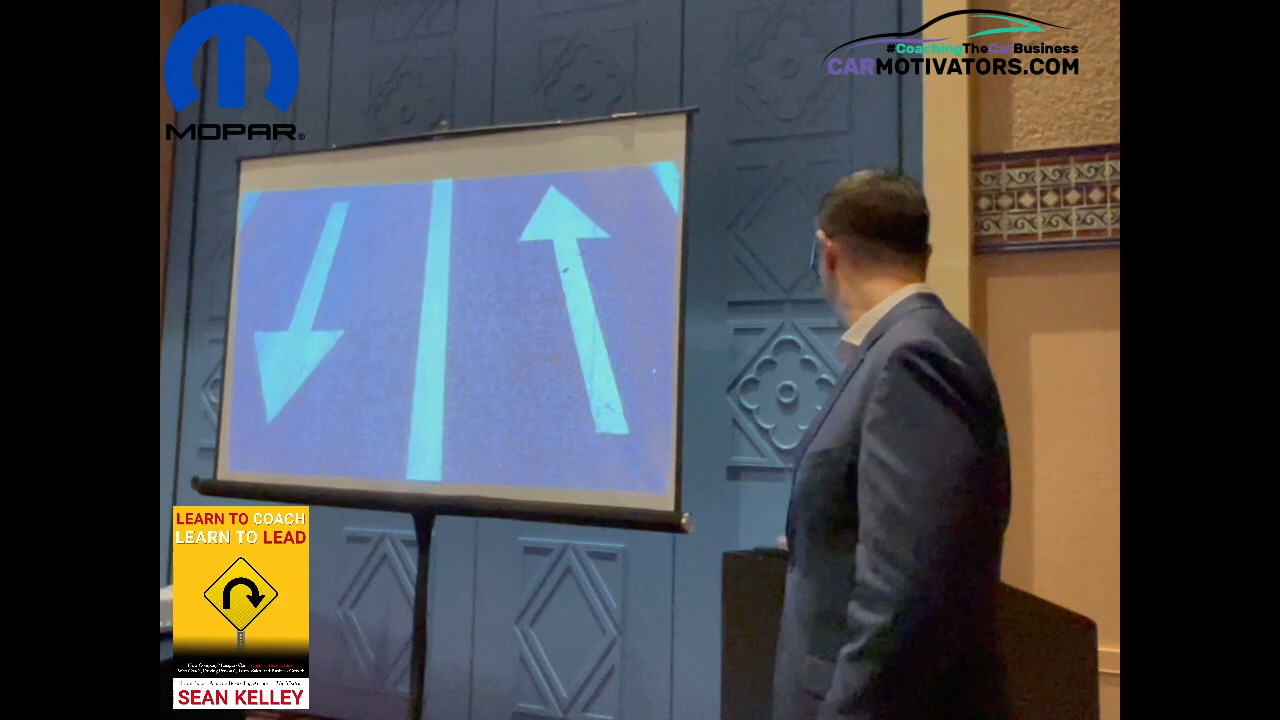 MOPAR®
#CoachingTheCarBusiness
CARMOTIVATORS.COM
LEARN TO COACH
LEARN TO LEAD
SEAN KELLEY